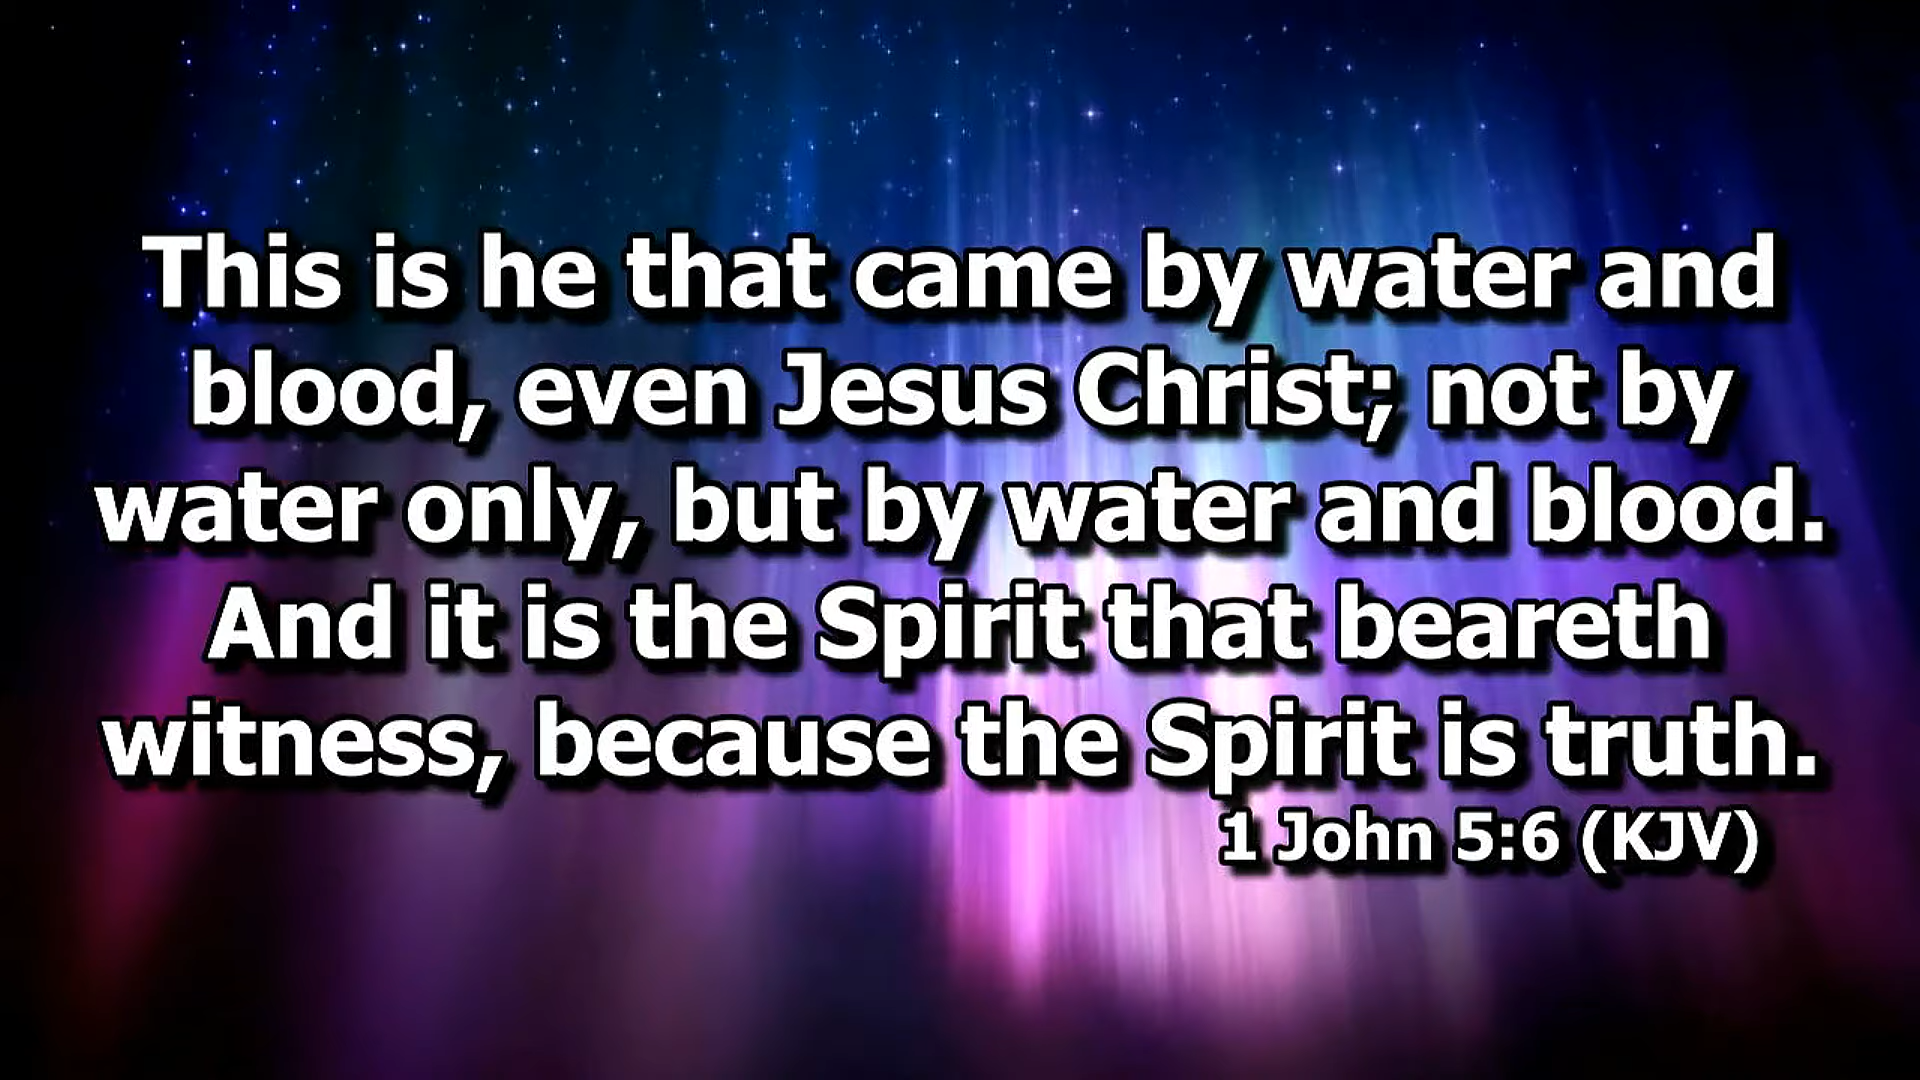 This is he that came by water and
blood, even Jesus Christ; not by
water only, but by water and blood.
And it is the Spirit that beareth
witness, because the Spirit is truth.
1 John 5:6 (KJV)